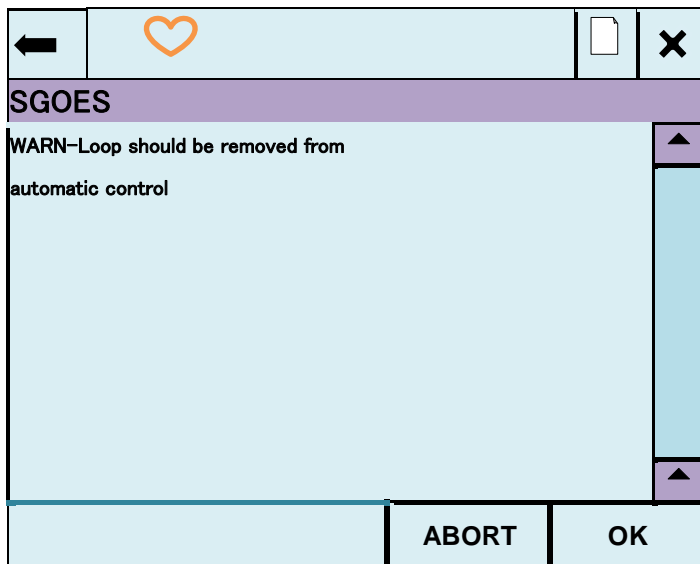 SGOES
WARN-Loop should be removed from
automatic control
ABORT
OK